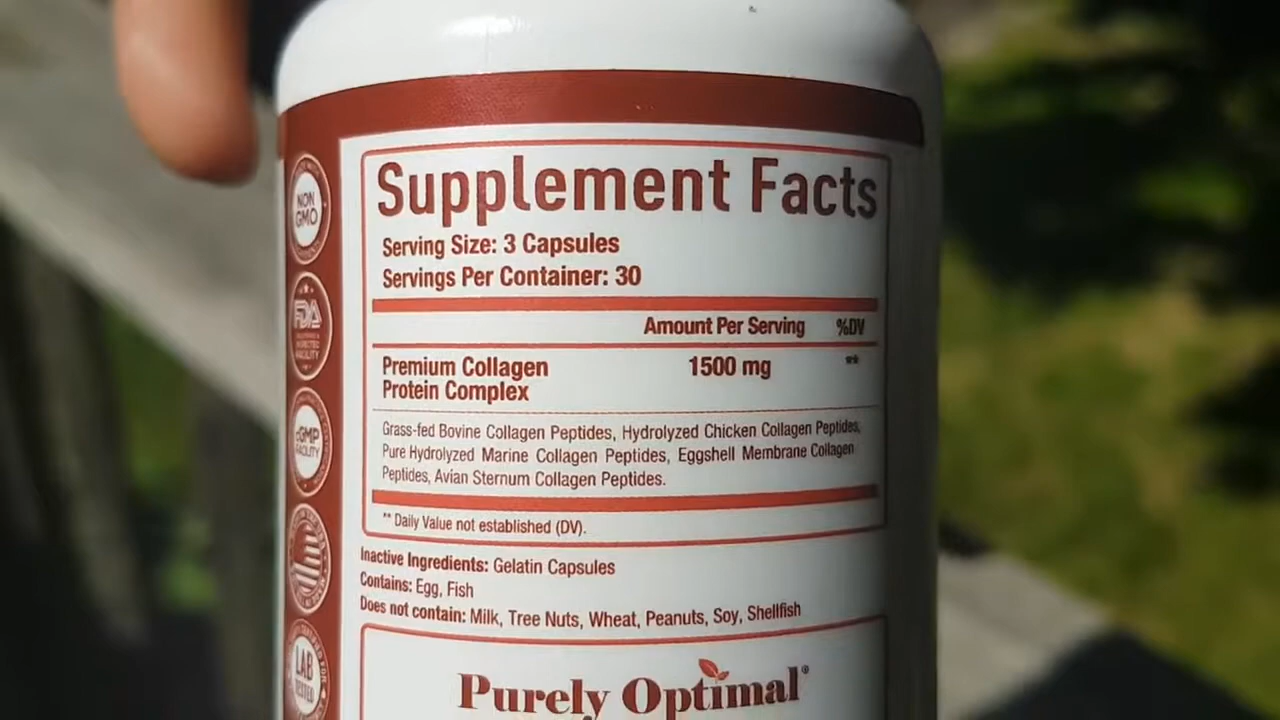 Supplement Facts
Serving Size: 3 Capsules
Servings Per Container: 30
Amount Per Serving %DV
Premium Collagen 1500 mg **
Protein Complex
Grass-fed Bovine Collagen Peptides, Hydrolyzed Chicken Collagen Peptides,
Pure Hydrolyzed Marine Collagen Peptides, Eggshell Membrane Collagen
Peptides, Avian Sternum Collagen Peptides.
** Daily Value not established (DV).
Inactive Ingredients: Gelatin Capsules
Contains: Egg, Fish
Does not contain: Milk, Tree Nuts, Wheat, Peanuts, Soy, Shellfish
Purely Optimal®
NON
GMO
FDA
FACILITY
cGMP
FACILITY
LAB
TESTED